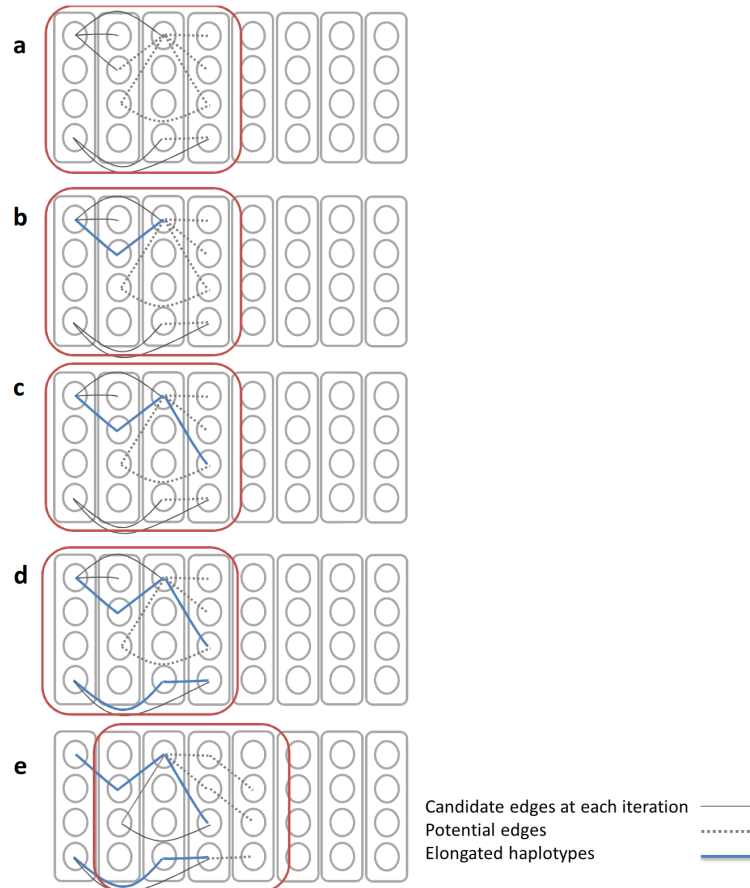 a
b
c
d
e
Candidate edges at each iteration
Potential edges
Elongated haplotypes